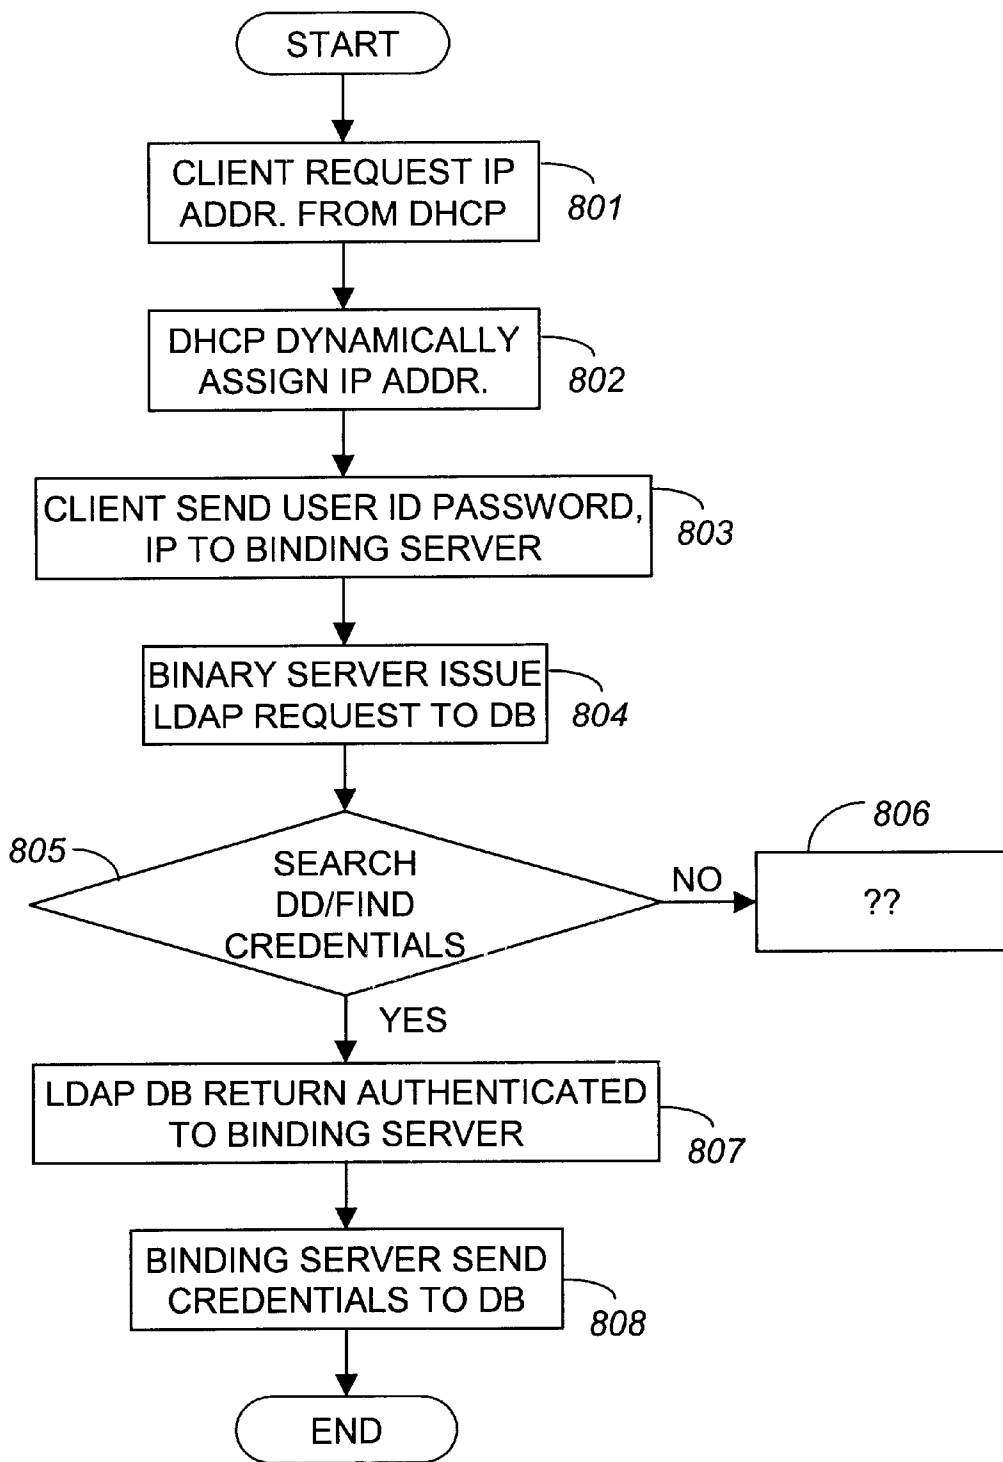 START
CLIENT REQUEST IP
ADDR. FROM DHCP
801
DHCP DYNAMICALLY
ASSIGN IP ADDR.
802
CLIENT SEND USER ID PASSWORD,
IP TO BINDING SERVER
803
BINARY SERVER ISSUE
LDAP REQUEST TO DB
804
805
SEARCH
DD/FIND
CREDENTIALS
NO
806
??
YES
LDAP DB RETURN AUTHENTICATED
TO BINDING SERVER
807
BINDING SERVER SEND
CREDENTIALS TO DB
808
END